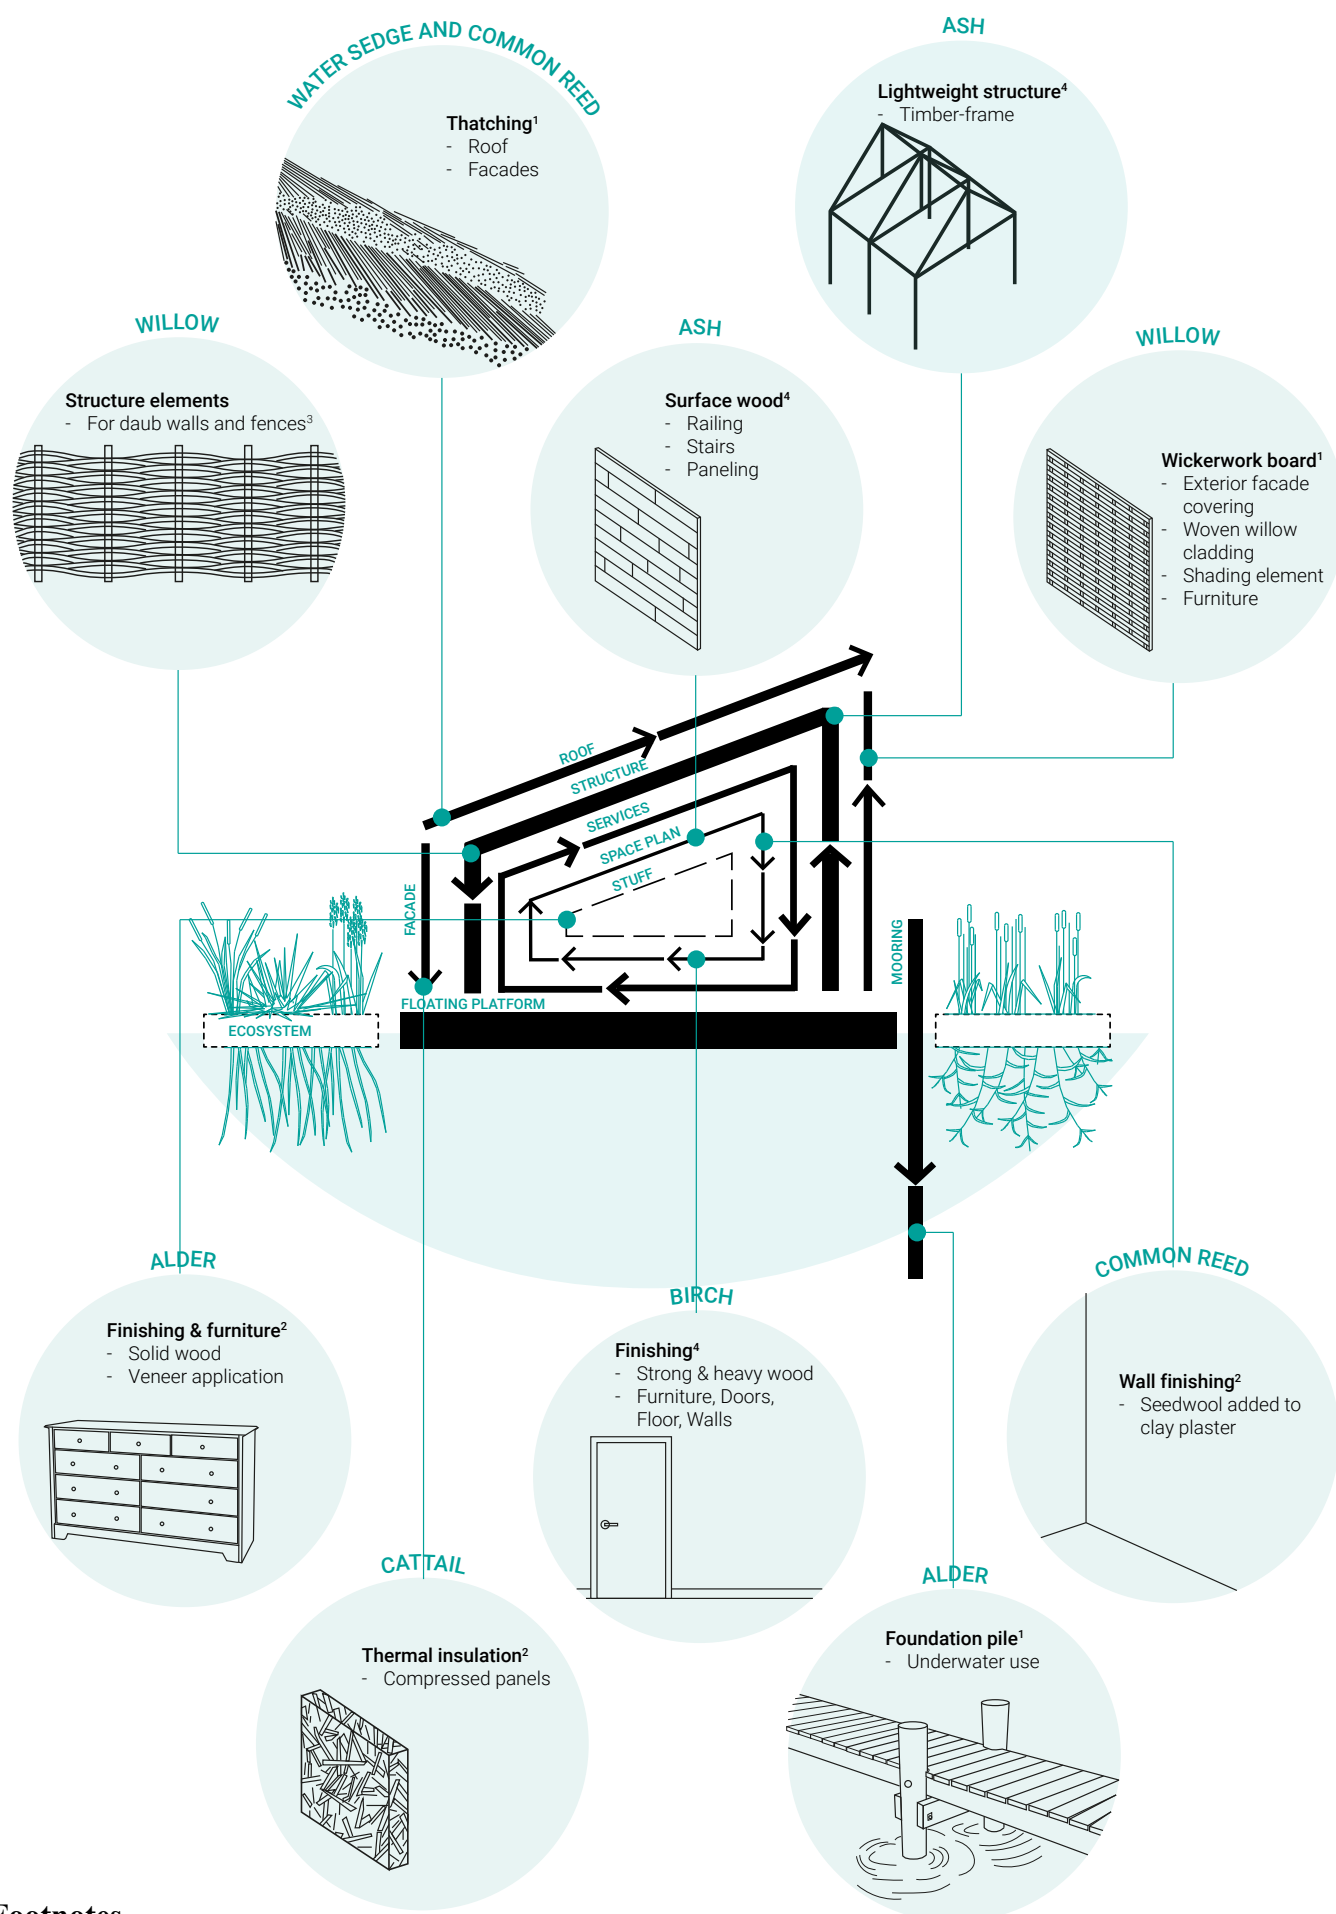 WATER SEDGE AND COMMON REED
Thatching¹
- Roof
- Facades
ASH
Lightweight structure⁴
- Timber-frame
WILLOW
Structure elements
- For daub walls and fences³
ASH
Surface wood⁴
- Railing
- Stairs
- Paneling
WILLOW
Wickerwork board¹
- Exterior facade
covering
- Woven willow
cladding
- Shading element
- Furniture
ROOF
STRUCTURE
SERVICES
SPACE PLAN
STUFF
FACADE
MOORING
FLOATING PLATFORM
ECOSYSTEM
ALDER
Finishing & furniture²
- Solid wood
- Veneer application
BIRCH
Finishing⁴
- Strong & heavy wood
- Furniture, Doors,
Floor, Walls
COMMON REED
Wall finishing²
- Seedwool added to
clay plaster
CATTAIL
Thermal insulation²
- Compressed panels
ALDER
Foundation pile¹
- Underwater use
Footnotes